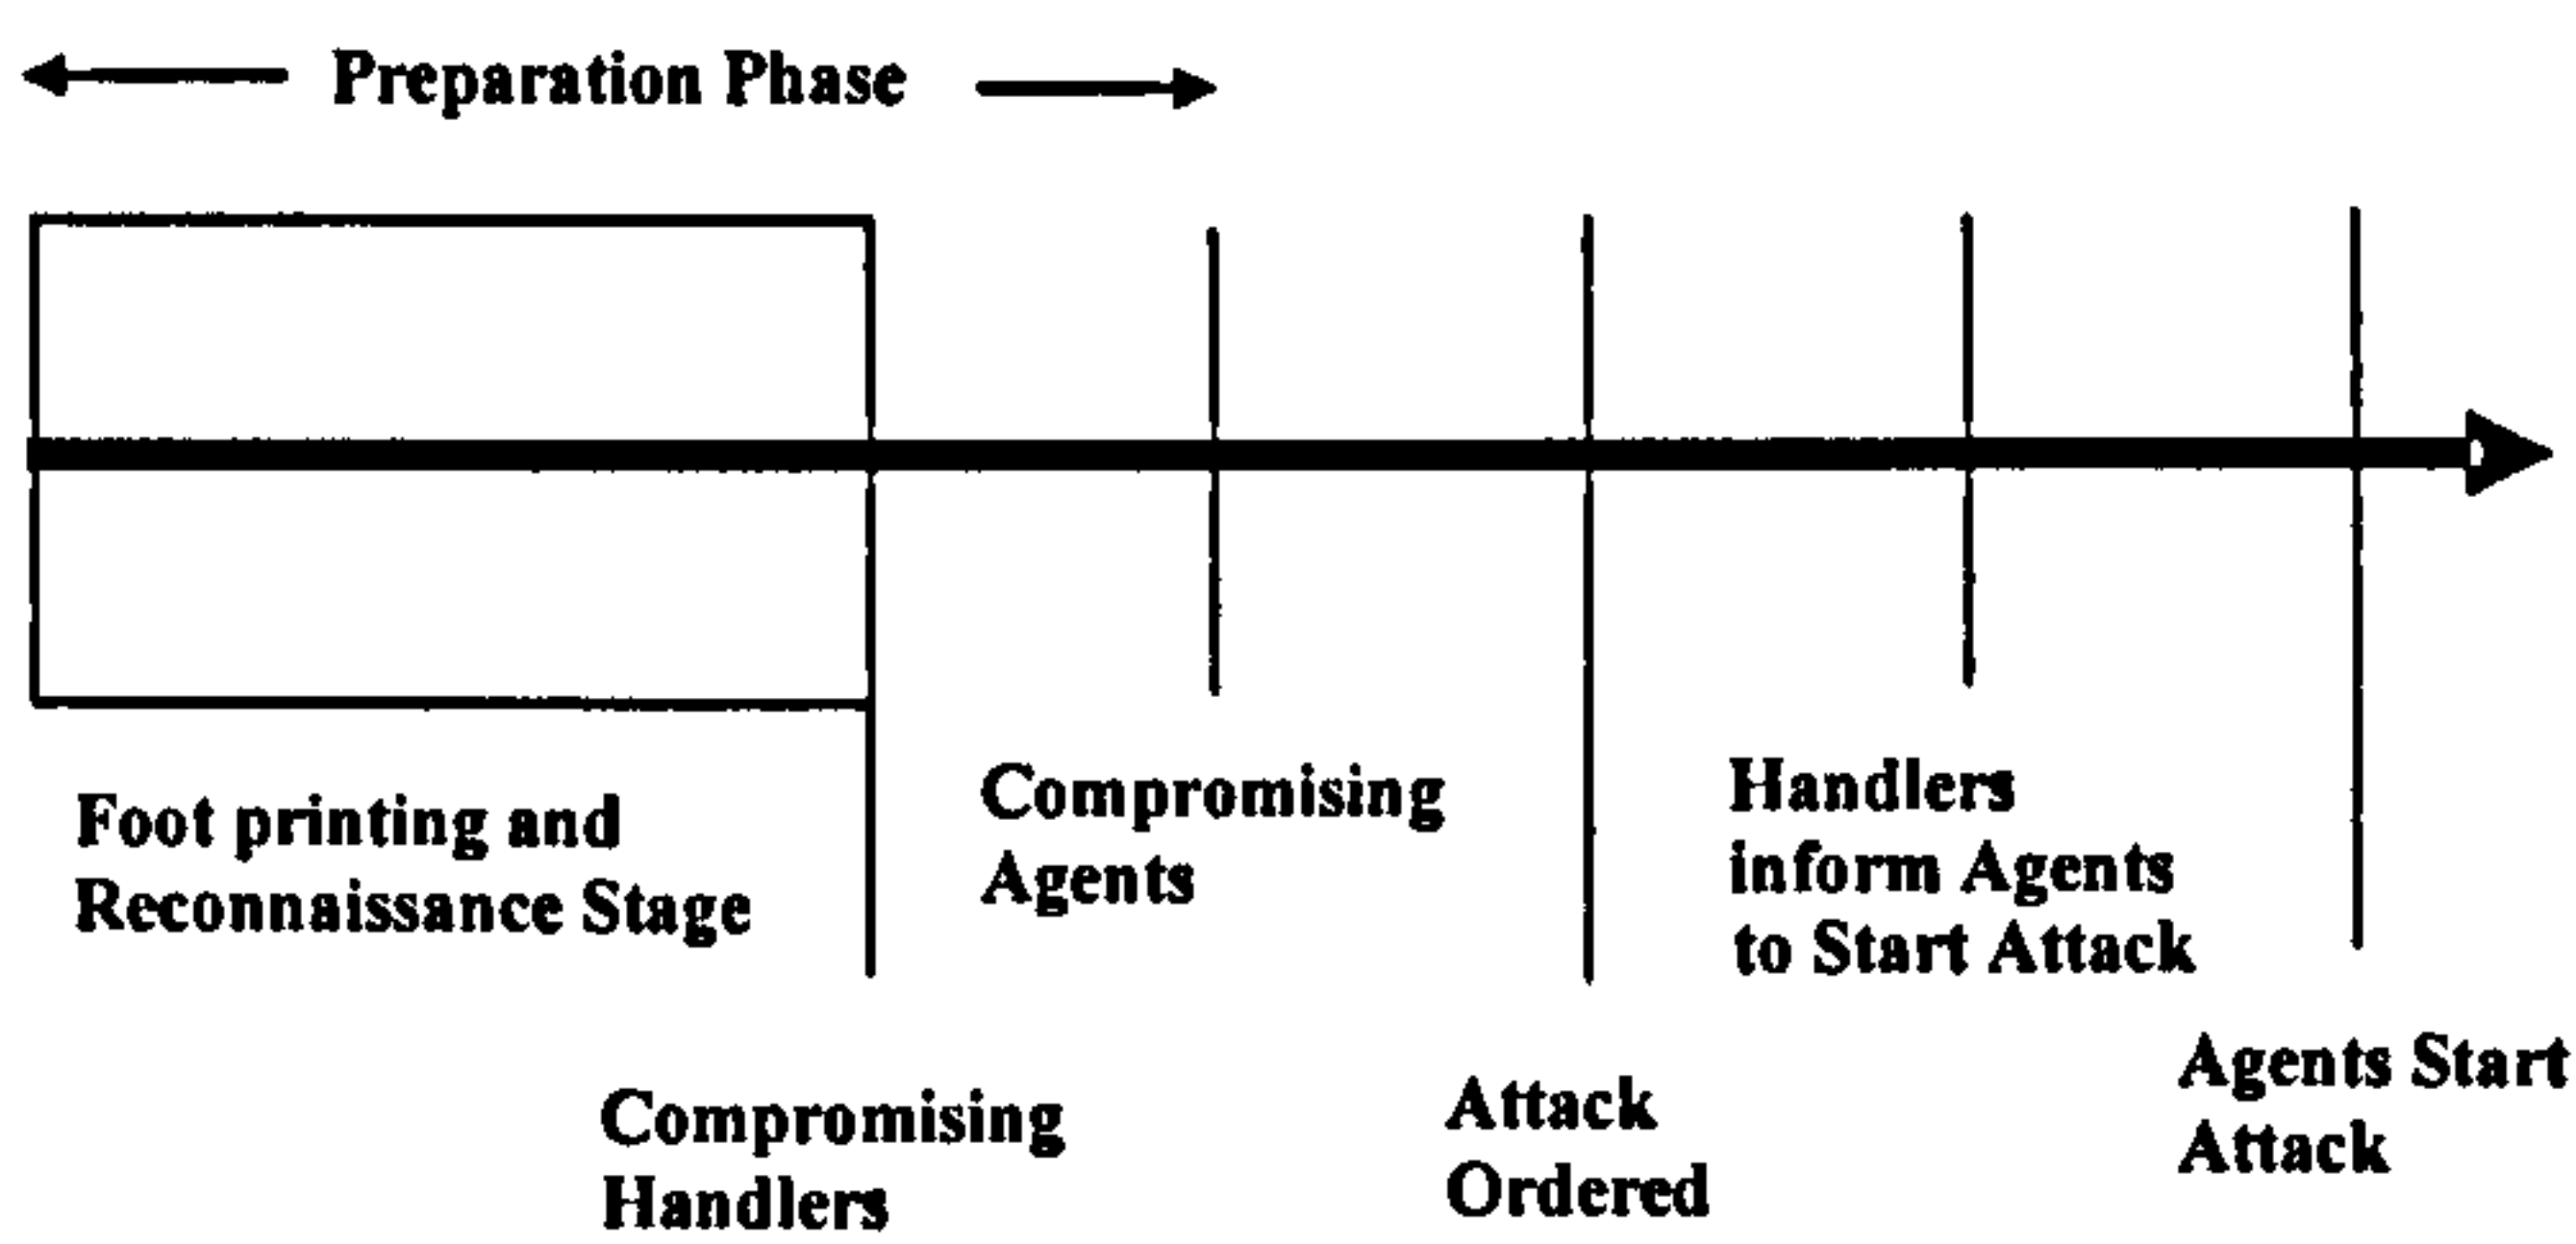 Preparation Phase
Foot printing and
Reconnaissance Stage
Compromising
Handlers
Compromising
Agents
Attack
Ordered
Handlers
inform Agents
to Start Attack
Agents Start
Attack